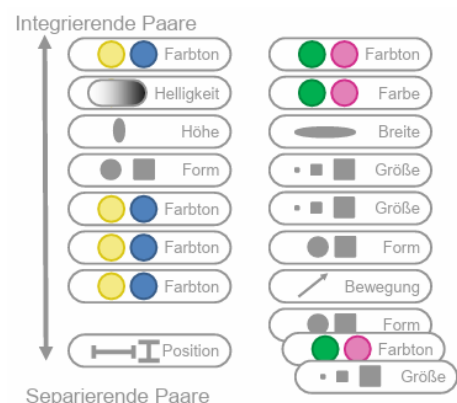 Integrierende Paare
Farbton Farbton
Helligkeit Farbe
Höhe Breite
Form Größe
Farbton Größe
Farbton Form
Farbton Bewegung
Form
Position Farbton
Größe
Separierende Paare